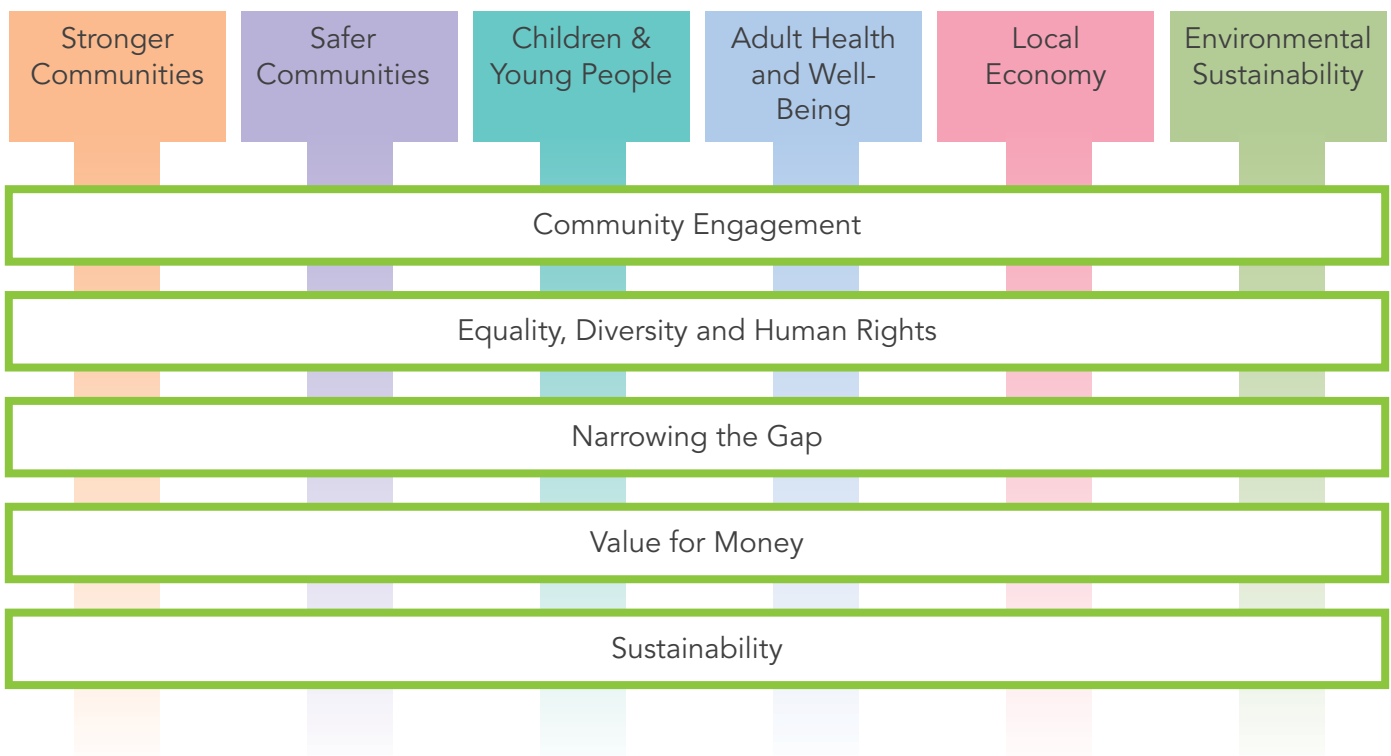 Stronger
Communities
Safer
Communities
Children &
Young People
Adult Health
and Well-
Being
Local
Economy
Environmental
Sustainability
Community Engagement
Equality, Diversity and Human Rights
Narrowing the Gap
Value for Money
Sustainability